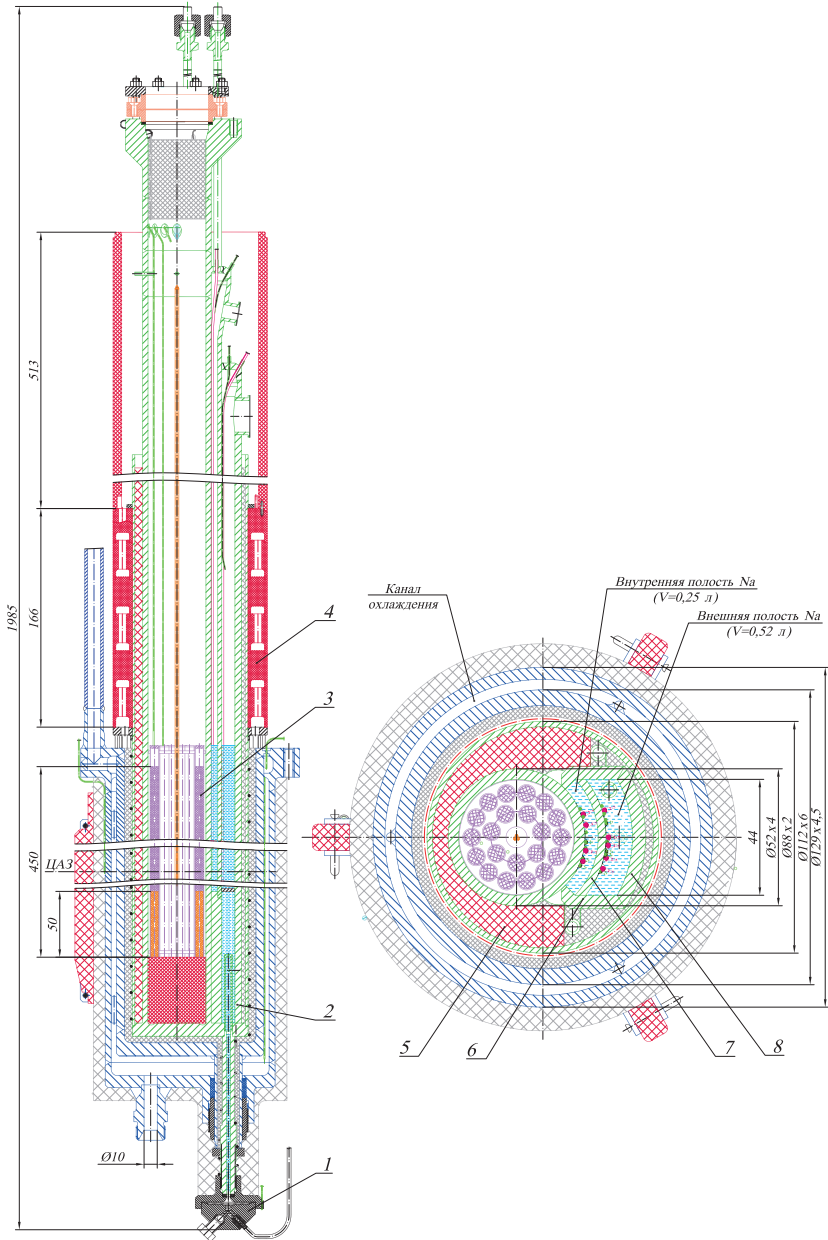 1985
513
166
450
50
ЦАЗ
Ø10
4
3
2
1
Канал
охлаждения
Внутренняя полость Na
(V=0,25 л)
Внешняя полость Na
(V=0,52 л)
44
Ø52 x 4
Ø88 x 2
Ø112 x 6
Ø129 x 4,5
5
6
7
8